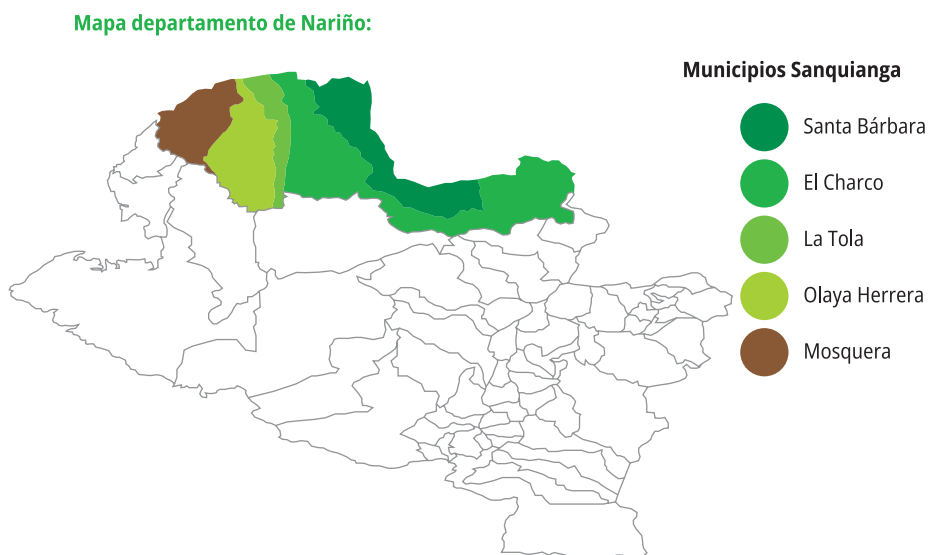 Mapa departamento de Nariño:
Municipios Sanquianga
Santa Bárbara
El Charco
La Tola
Olaya Herrera
Mosquera